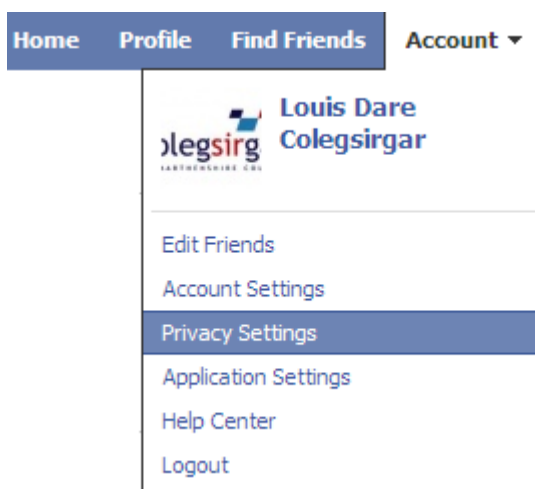 Home Profile Find Friends Account
Louis Dare
Colegsirgar
olegsirg
Edit Friends
Account Settings
Privacy Settings
Application Settings
Help Center
Logout